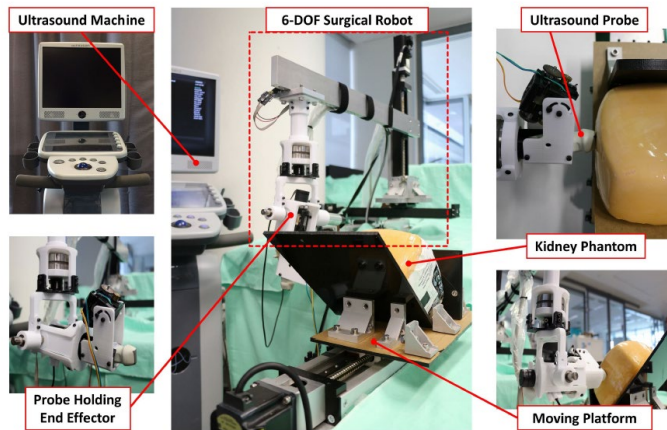 Ultrasound Machine
6-DOF Surgical Robot
Ultrasound Probe
Kidney Phantom
Probe Holding
End Effector
Moving Platform